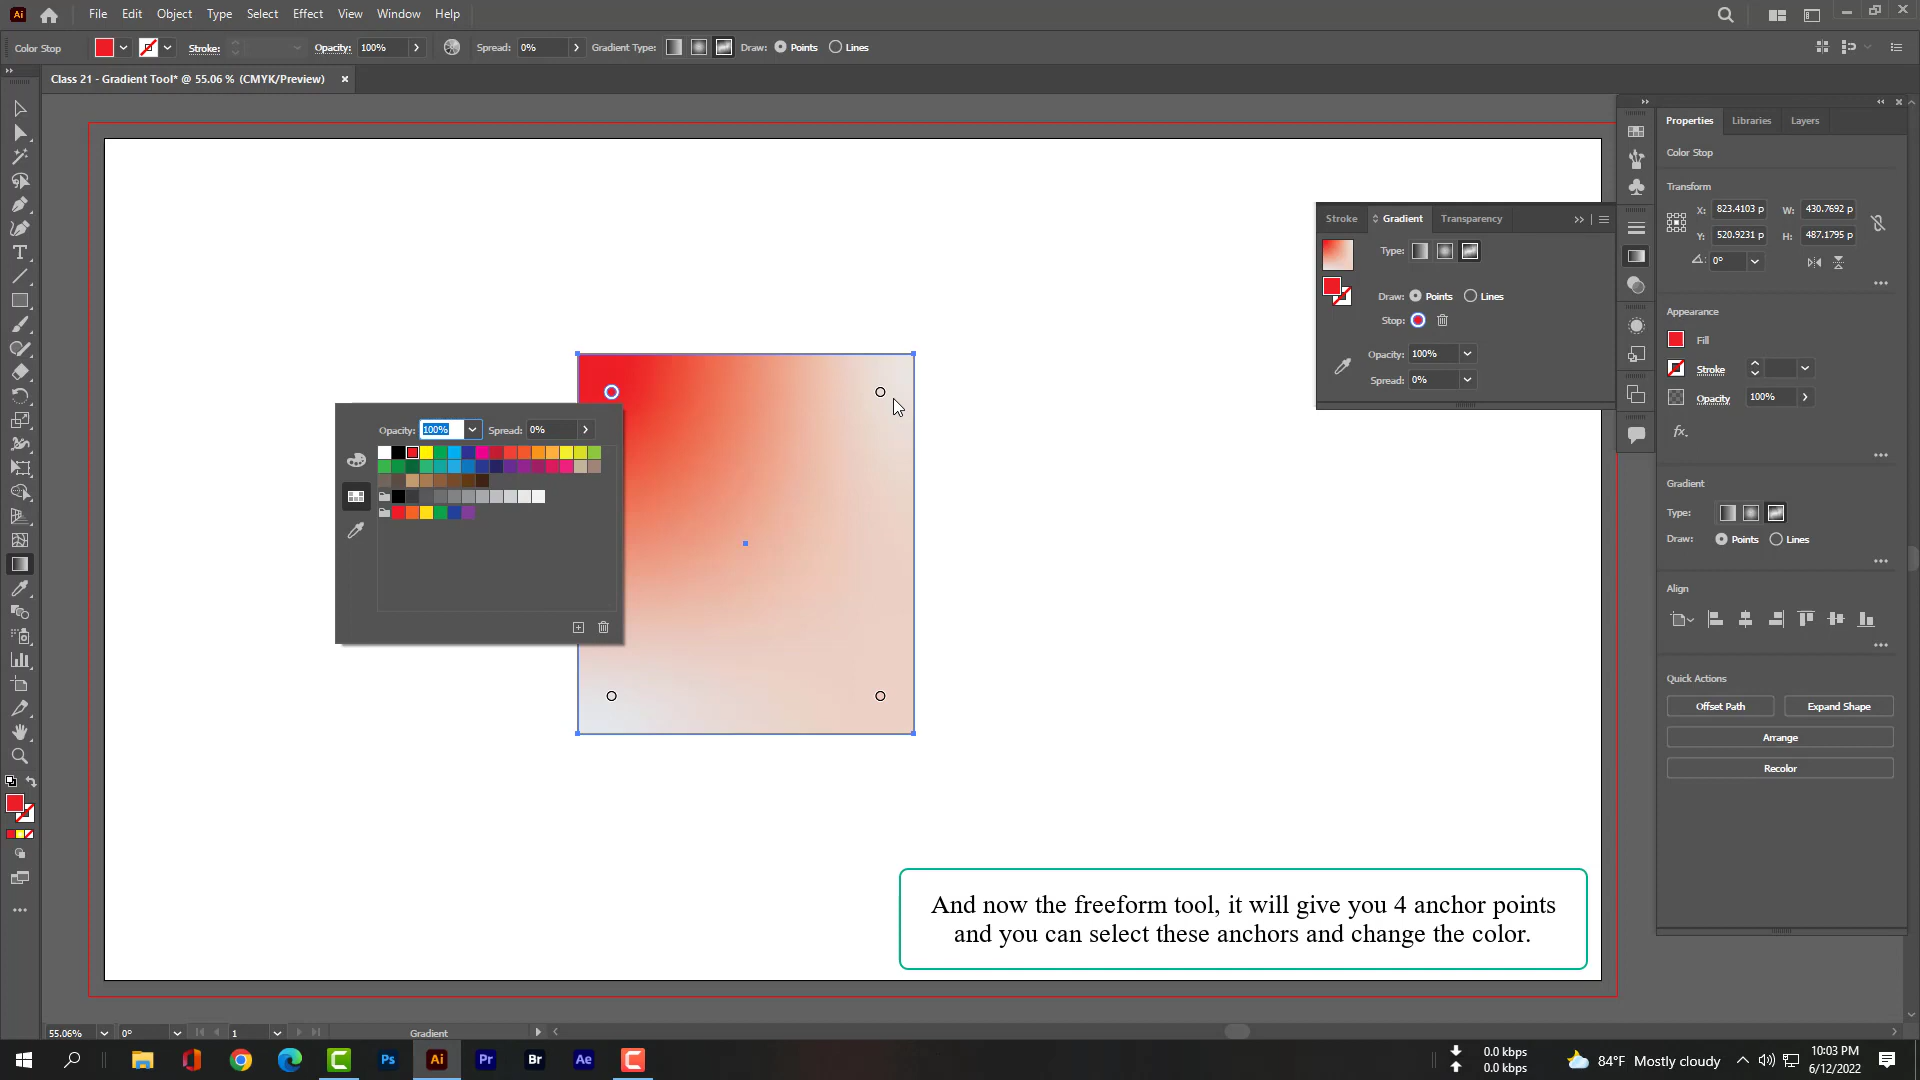 Ai File Edit Object Type Select Effect View Window Help
Color Stop Stroke: Opacity: 100% Spread: 0% Gradient Type: Draw: Points Lines
Class 21 - Gradient Tool* @ 55.06 % (CMYK/Preview)
Properties Libraries Layers
Color Stop
Transform
X: 823.4103 p W: 430.7692 p
Y: 520.9231 p H: 487.1795 p
0°
Appearance
Fill
Stroke
Opacity 100%
fx.
Gradient
Type:
Draw: Points Lines
Align
Quick Actions
Offset Path Expand Shape
Arrange
Recolor
Stroke Gradient Transparency
Type:
Draw: Points Lines
Stop:
Opacity: 100%
Spread: 0%
Opacity: 100% Spread: 0%
And now the freeform tool, it will give you 4 anchor points
and you can select these anchors and change the color.
55.06% 0° 1 Gradient
Ps Ai Pr Br Ae
0.0 kbps
0.0 kbps
84°F Mostly cloudy
10:03 PM
6/12/2022